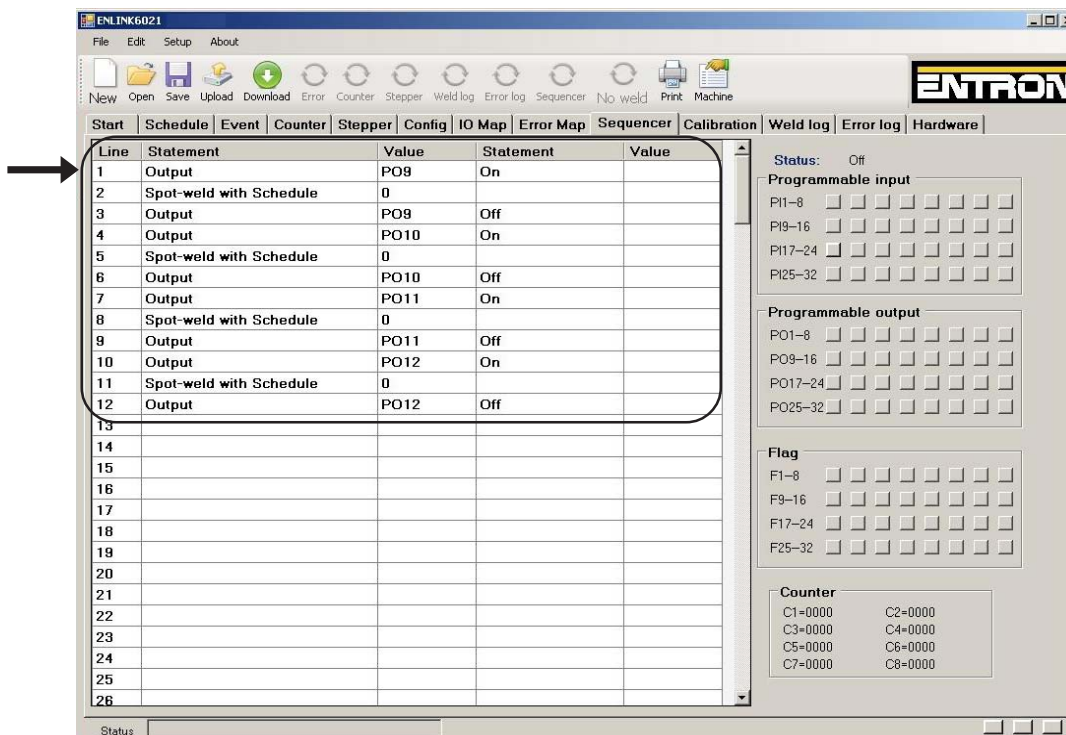 ENLINK6021
File Edit Setup About
New Open Save Upload Download Error Counter Stepper Weld log Error log Sequencer No weld Print Machine
ENTRON
Start Schedule Event Counter Stepper Config IO Map Error Map Sequencer Calibration Weld log Error log Hardware
Line Statement Value Statement Value
1 Output PO9 On
2 Spot-weld with Schedule 0
3 Output PO9 Off
4 Output PO10 On
5 Spot-weld with Schedule 0
6 Output PO10 Off
7 Output PO11 On
8 Spot-weld with Schedule 0
9 Output PO11 Off
10 Output PO12 On
11 Spot-weld with Schedule 0
12 Output PO12 Off
13
14
15
16
17
18
19
20
21
22
23
24
25
26
Status: Off
Programmable input
PI1-8
PI9-16
PI17-24
PI25-32
Programmable output
PO1-8
PO9-16
PO17-24
PO25-32
Flag
F1-8
F9-16
F17-24
F25-32
Counter
C1=0000 C2=0000
C3=0000 C4=0000
C5=0000 C6=0000
C7=0000 C8=0000
Status